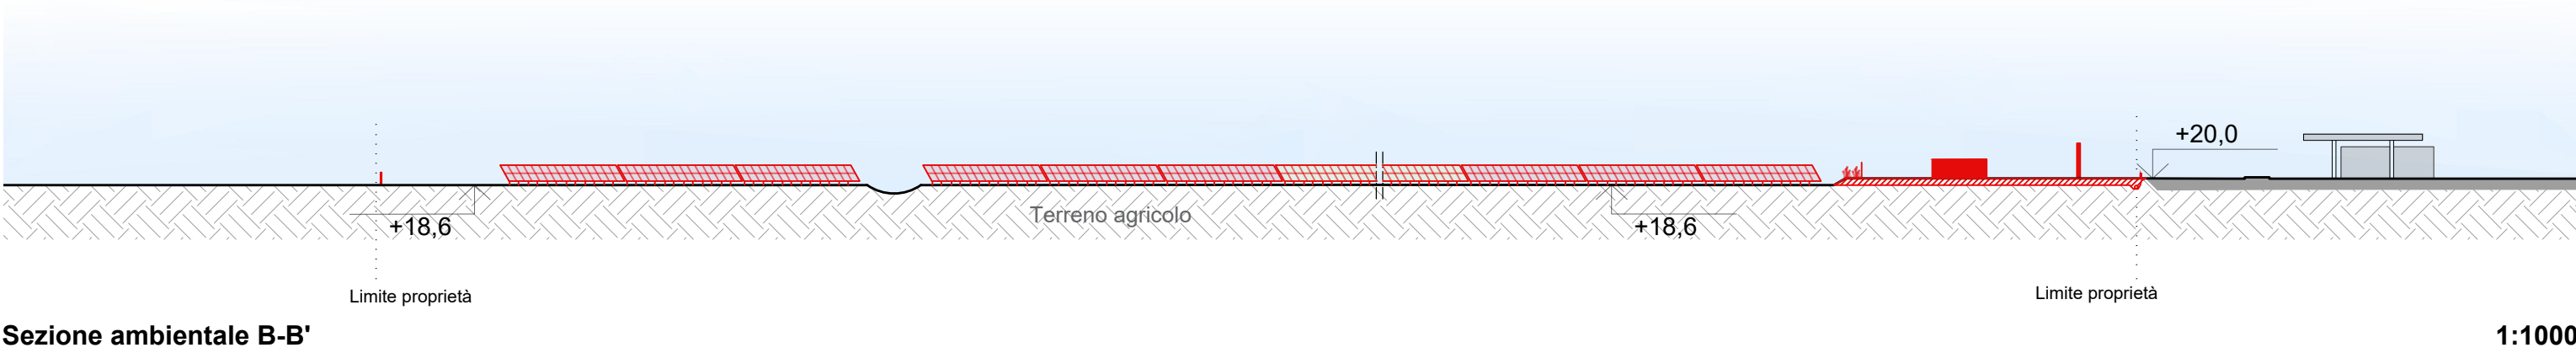 +20,0
Terreno agricolo
+18,6
+18,6
Limite proprietà
Limite proprietà
Sezione ambientale B-B'
1:1000